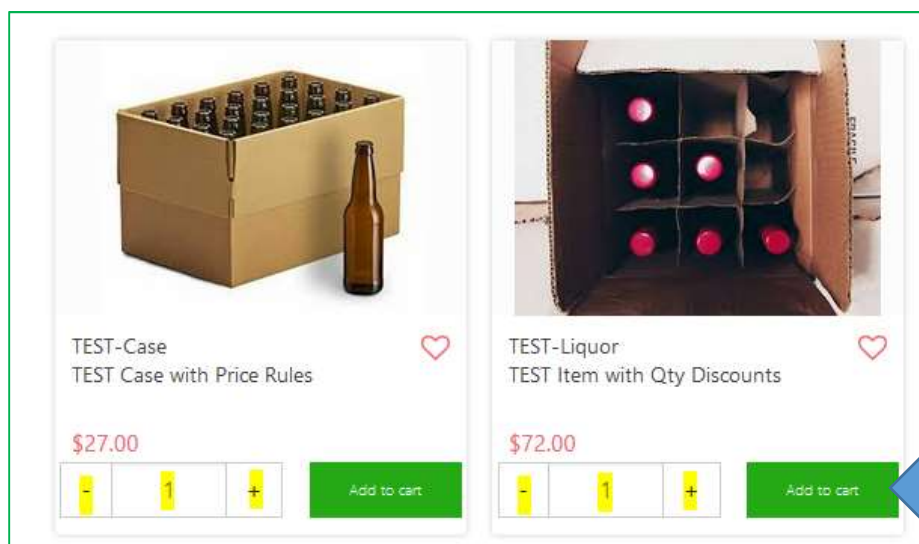 TEST-Case
TEST Case with Price Rules
$27.00
- 1 +
Add to cart
FRAGILE
TEST-Liquor
TEST Item with Qty Discounts
$72.00
- 1 +
Add to cart